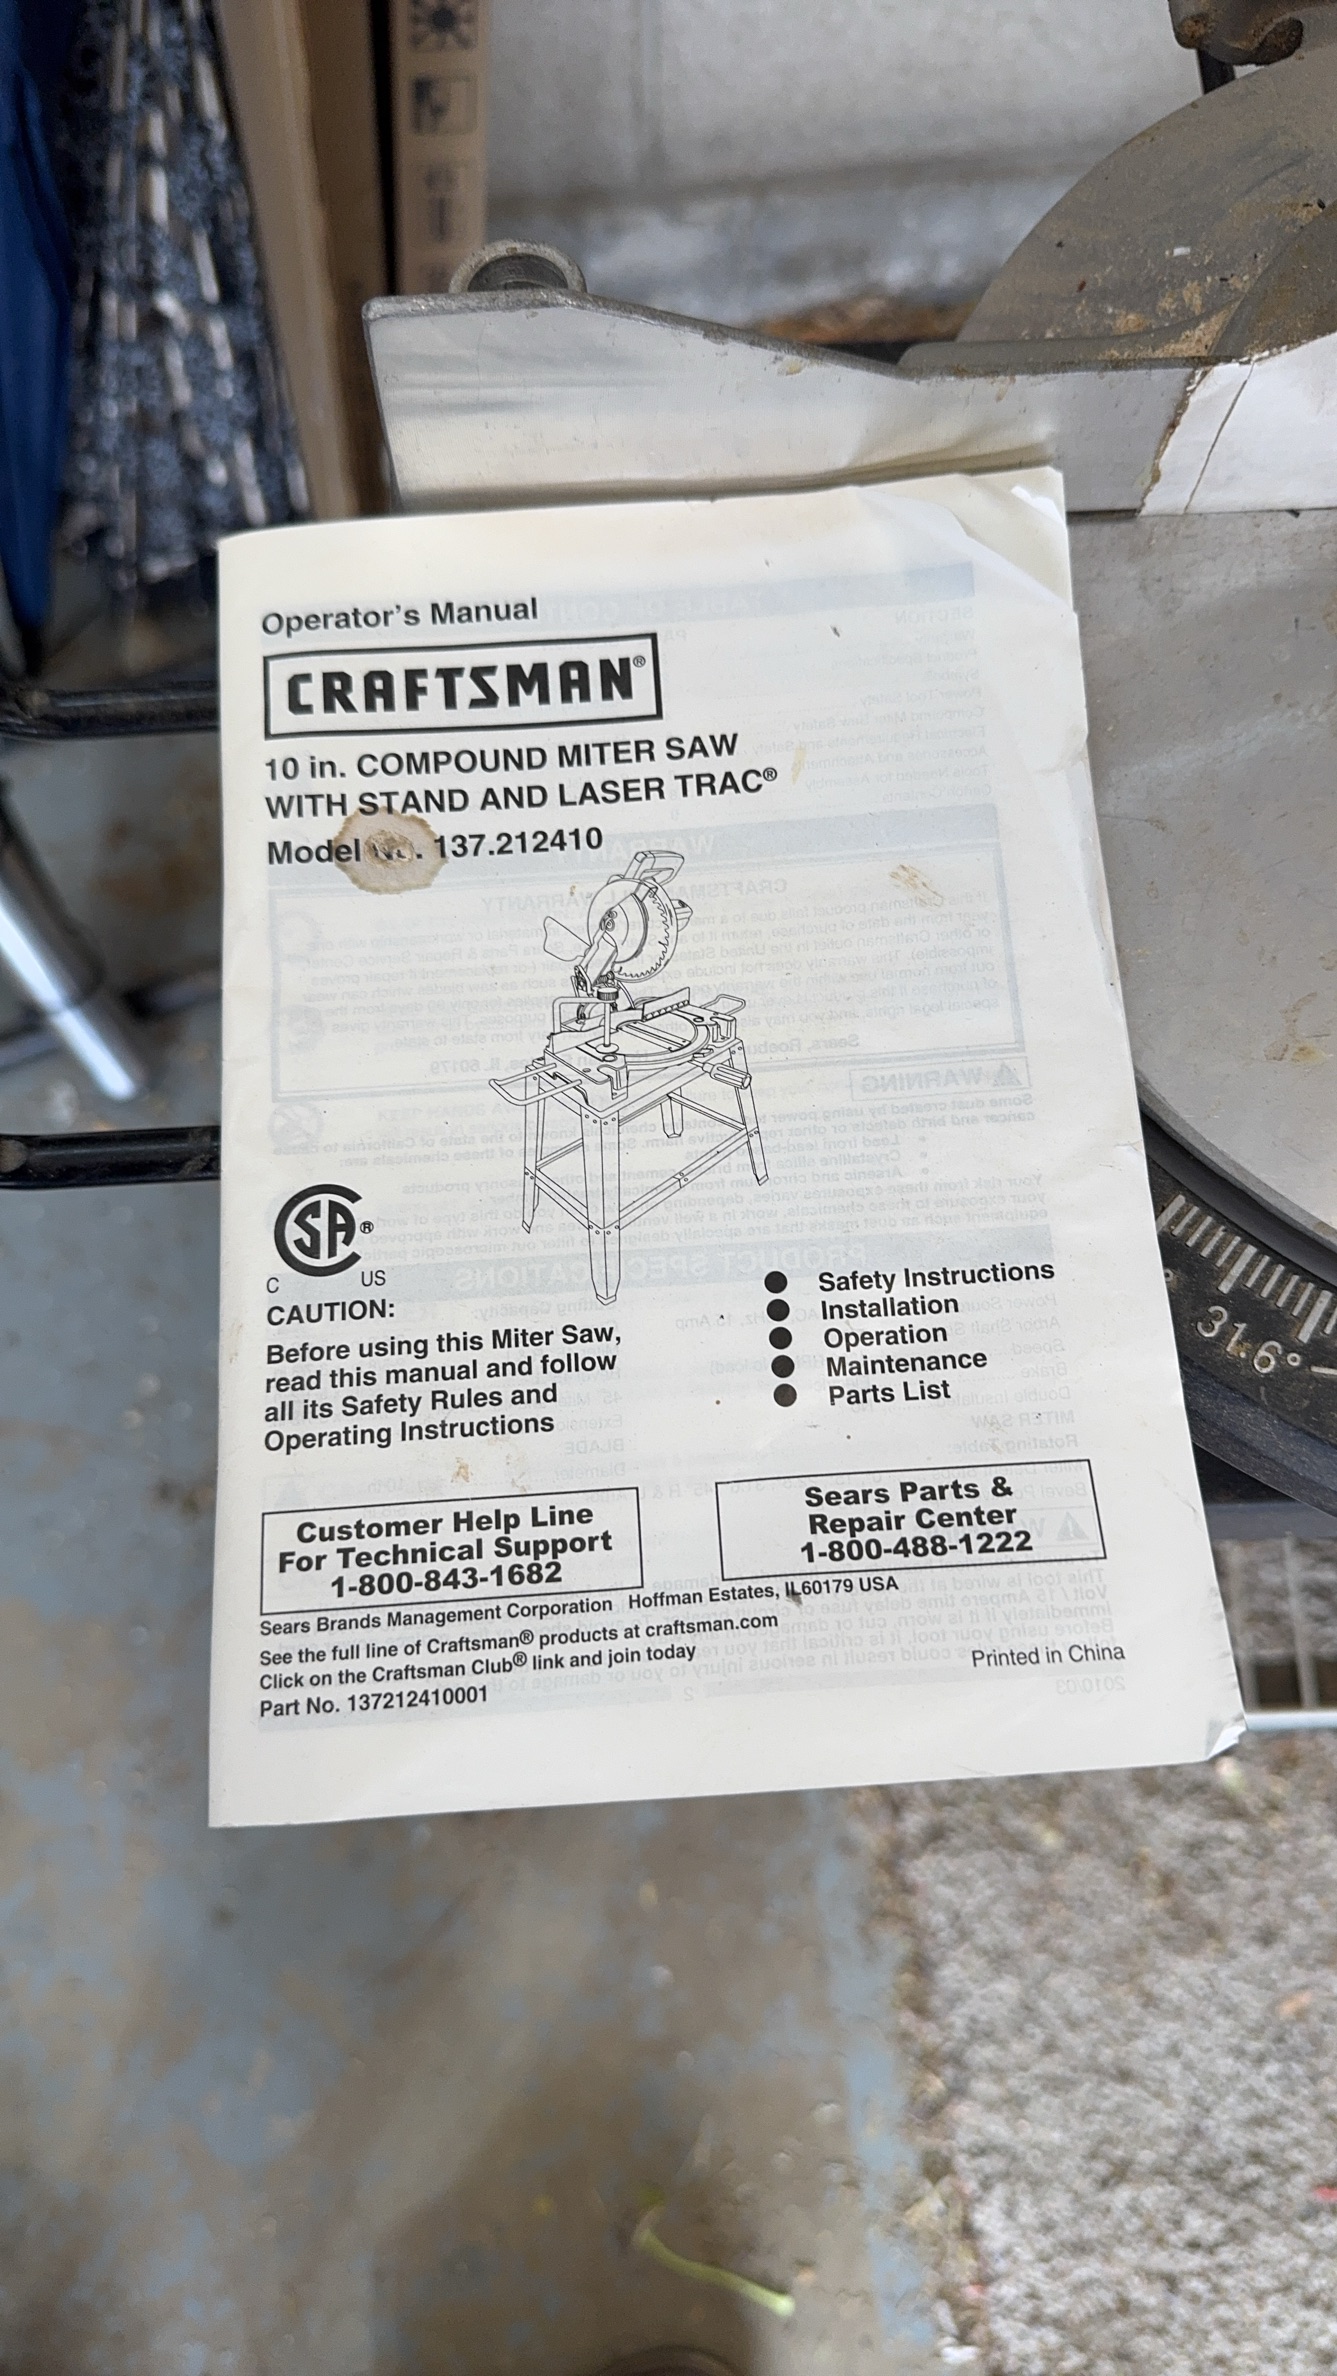 Operator's Manual
CRAFTSMAN®
10 in. COMPOUND MITER SAW
WITH STAND AND LASER TRAC®
Model No. 137.212410
CSA®
C US
CAUTION:
Before using this Miter Saw,
read this manual and follow
all its Safety Rules and
Operating Instructions
● Safety Instructions
● Installation
● Operation
● Maintenance
● Parts List
Customer Help Line
For Technical Support
1-800-843-1682
Sears Parts &
Repair Center
1-800-488-1222
Sears Brands Management Corporation Hoffman Estates, IL60179 USA
See the full line of Craftsman® products at craftsman.com
Click on the Craftsman Club® link and join today
Part No. 137212410001
Printed in China
31.6°